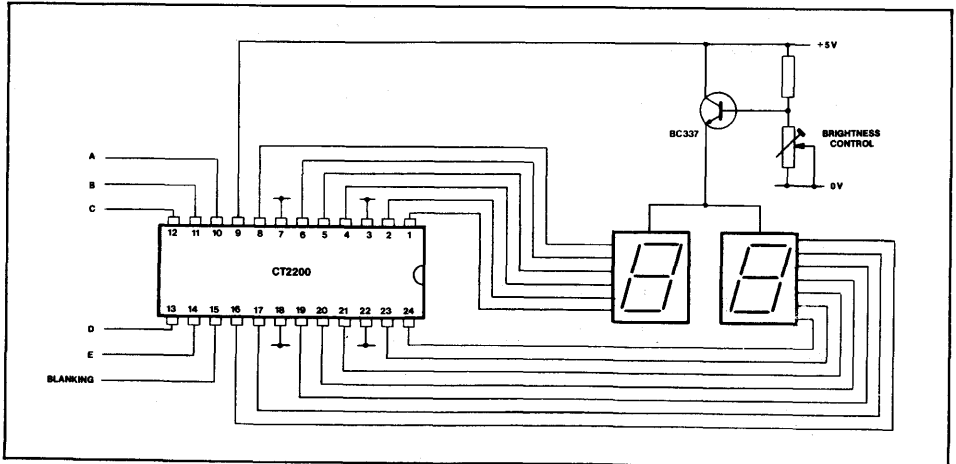 +5V
BC337
BRIGHTNESS
CONTROL
0V
A
B
C
12 11 10 9 8 7 6 5 4 3 2 1
CT2200
13 14 15 16 17 18 19 20 21 22 23 24
D
E
BLANKING